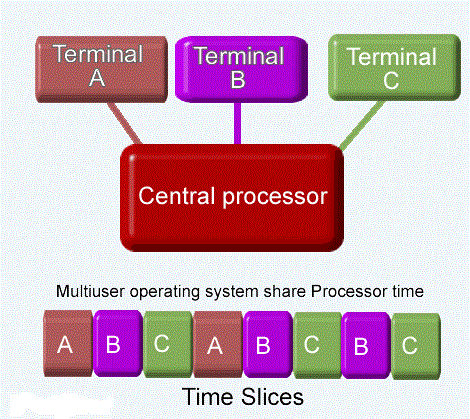 Terminal
A
Terminal
B
Terminal
C
Central processor
Multiuser operating system share Processor time
A B C A B C B C
Time Slices